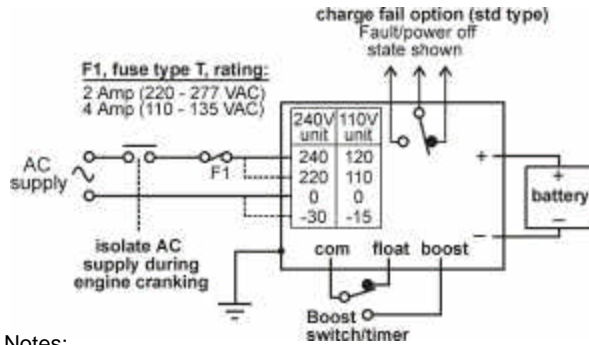 charge fail option (std type)
Fault/power off
state shown
F1, fuse type T, rating:
2 Amp (220 - 277 VAC)
4 Amp (110 - 135 VAC)
240V 110V
unit unit
240 120
220 110
0 0
-30 -15
AC
supply
F1
+
−
+
battery
−
isolate AC
supply during
engine cranking
com float boost
Boost
switch/timer
Notes: